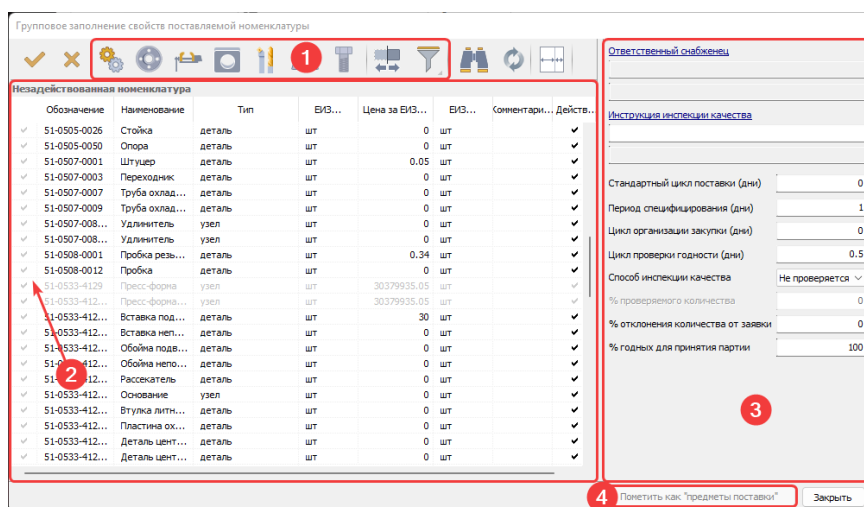 Групповое заполнение свойств поставляемой номенклатуры
1
Незадействованная номенклатура
Обозначение Наименование Тип ЕИЗ... Цена за ЕИЗ... ЕИЗ... Комментари... Действ...
51-0505-0026 Стойка деталь шт 0 шт
51-0505-0050 Опора деталь шт 0 шт
51-0507-0001 Штуцер деталь шт 0.05 шт
51-0507-0003 Переходник деталь шт 0 шт
51-0507-0007 Труба охлад... деталь шт 0 шт
51-0507-0009 Труба охлад... деталь шт 0 шт
51-0507-008... Удлинитель узел шт 0 шт
51-0507-008... Удлинитель узел шт 0 шт
51-0508-0001 Пробка резь... деталь шт 0.34 шт
51-0508-0012 Пробка деталь шт 0 шт
51-0533-4129 Пресс-форма узел шт 30379935.05 шт
51-0533-412... Пресс-форма... узел шт 30379935.05 шт
51-0533-412... Вставка под... деталь шт 30 шт
51-0533-412... Вставка неп... деталь шт 0 шт
51-0533-412... Обойма подв... деталь шт 0 шт
412... Обойма непо... деталь шт 0 шт
2
412... Рассекатель деталь шт 0 шт
51-0533-412... Основание узел шт 0 шт
51-0533-412... Втулка литн... деталь шт 0 шт
51-0533-412... Пластина ох... деталь шт 0 шт
51-0533-412... Деталь цент... деталь шт 0 шт
51-0533-412... Деталь цент... деталь шт 0 шт
Ответственный снабженец
Инструкция инспекции качества
Стандартный цикл поставки (дни) 0
Период специфицирования (дни) 1
Цикл организации закупки (дни) 0
Цикл проверки годности (дни) 0.5
Способ инспекции качества Не проверяется
% проверяемого количества 0
% отклонения количества от заявки 0
% годных для принятия партии 100
3
4 Пометить как "предметы поставки" Закрыть